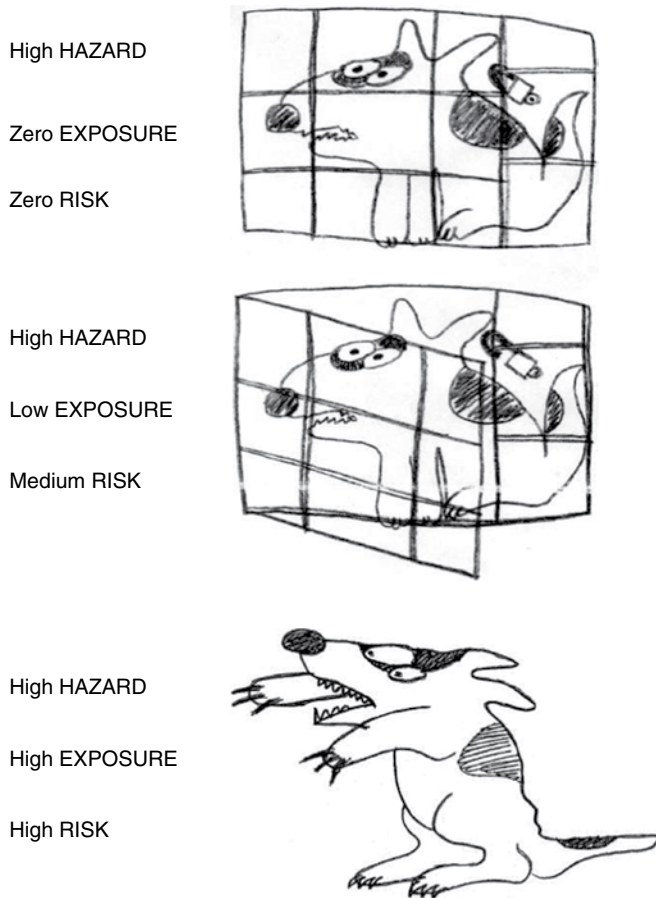 High HAZARD
Zero EXPOSURE
Zero RISK
High HAZARD
Low EXPOSURE
Medium RISK
High HAZARD
High EXPOSURE
High RISK